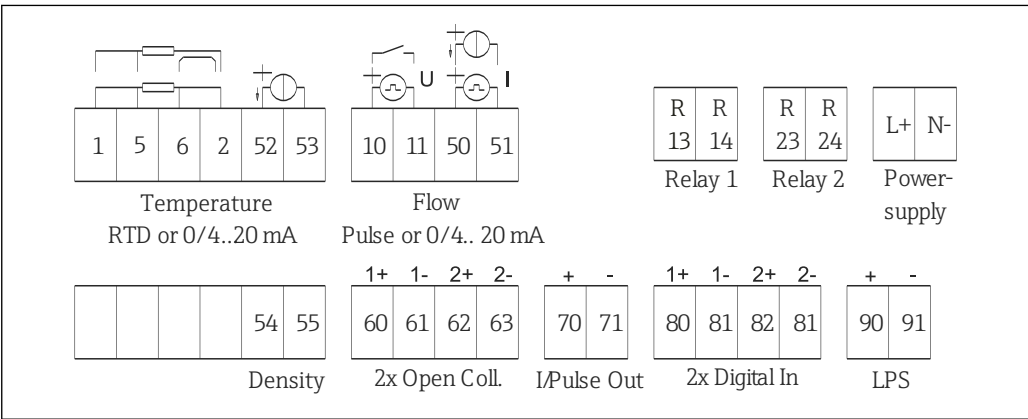 U I
1 5 6 2 52 53 10 11 50 51 R 13 R 14 R 23 R 24 L+ N-
Temperature
RTD or 0/4..20 mA
Flow
Pulse or 0/4.. 20 mA
Relay 1
Relay 2
Power-
supply
1+ 1- 2+ 2- + - 1+ 1- 2+ 2- + -
54 55 60 61 62 63 70 71 80 81 82 81 90 91
Density
2x Open Coll.
I/Pulse Out
2x Digital In
LPS